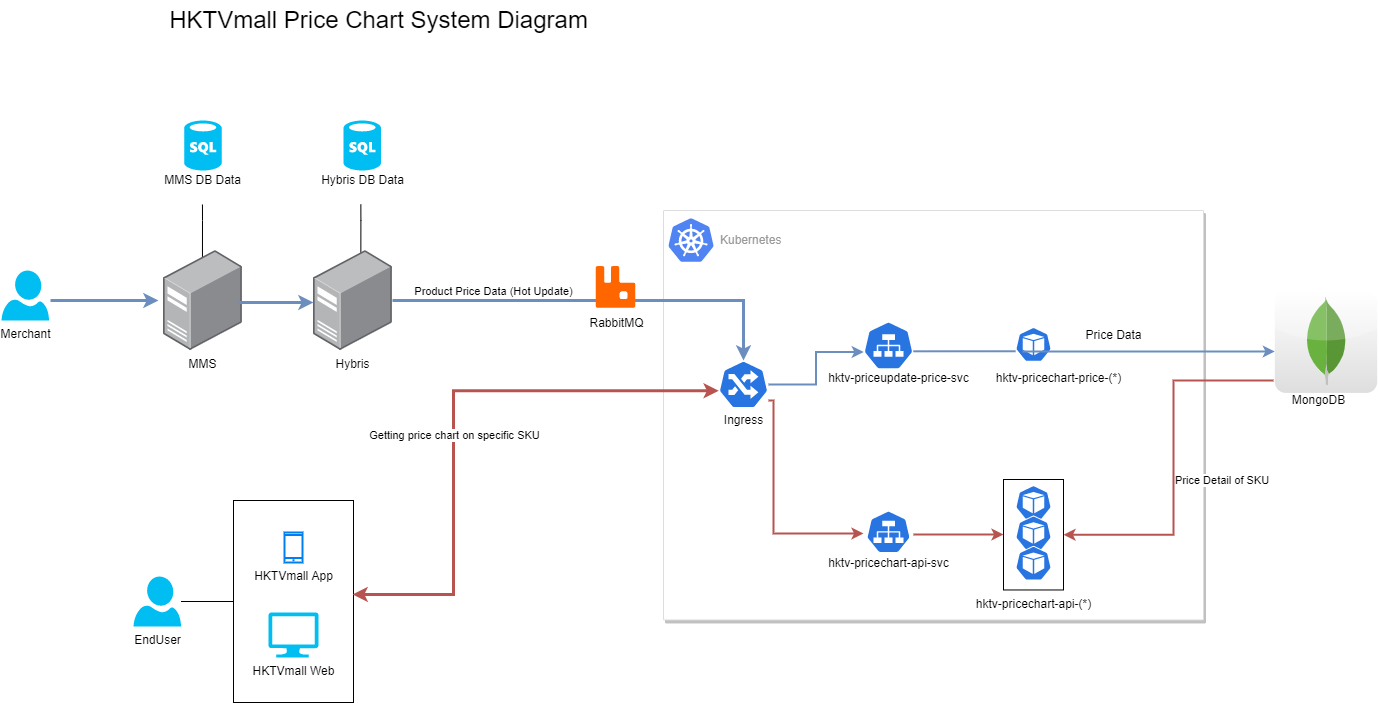 HKTVmall Price Chart System Diagram
SQL
SQL
MMS DB Data
Hybris DB Data
Kubernetes
Merchant
MMS
Hybris
Product Price Data (Hot Update)
RabbitMQ
Ingress
hktv-priceupdate-price-svc
hktv-pricechart-price-(*)
Price Data
MongoDB
Getting price chart on specific SKU
Price Detail of SKU
hktv-pricechart-api-svc
hktv-pricechart-api-(*)
HKTVmall App
HKTVmall Web
EndUser